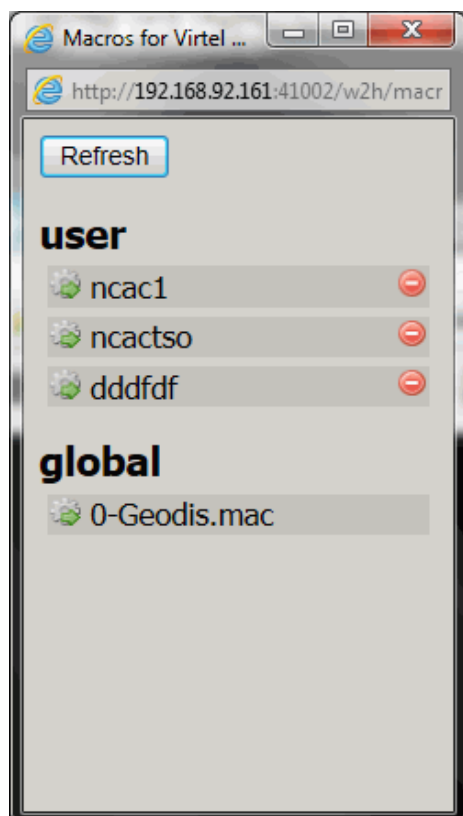 Macros for Virtel ...
http://192.168.92.161:41002/w2h/macr
Refresh
user
ncac1
ncactso
dddfdf
global
0-Geodis.mac